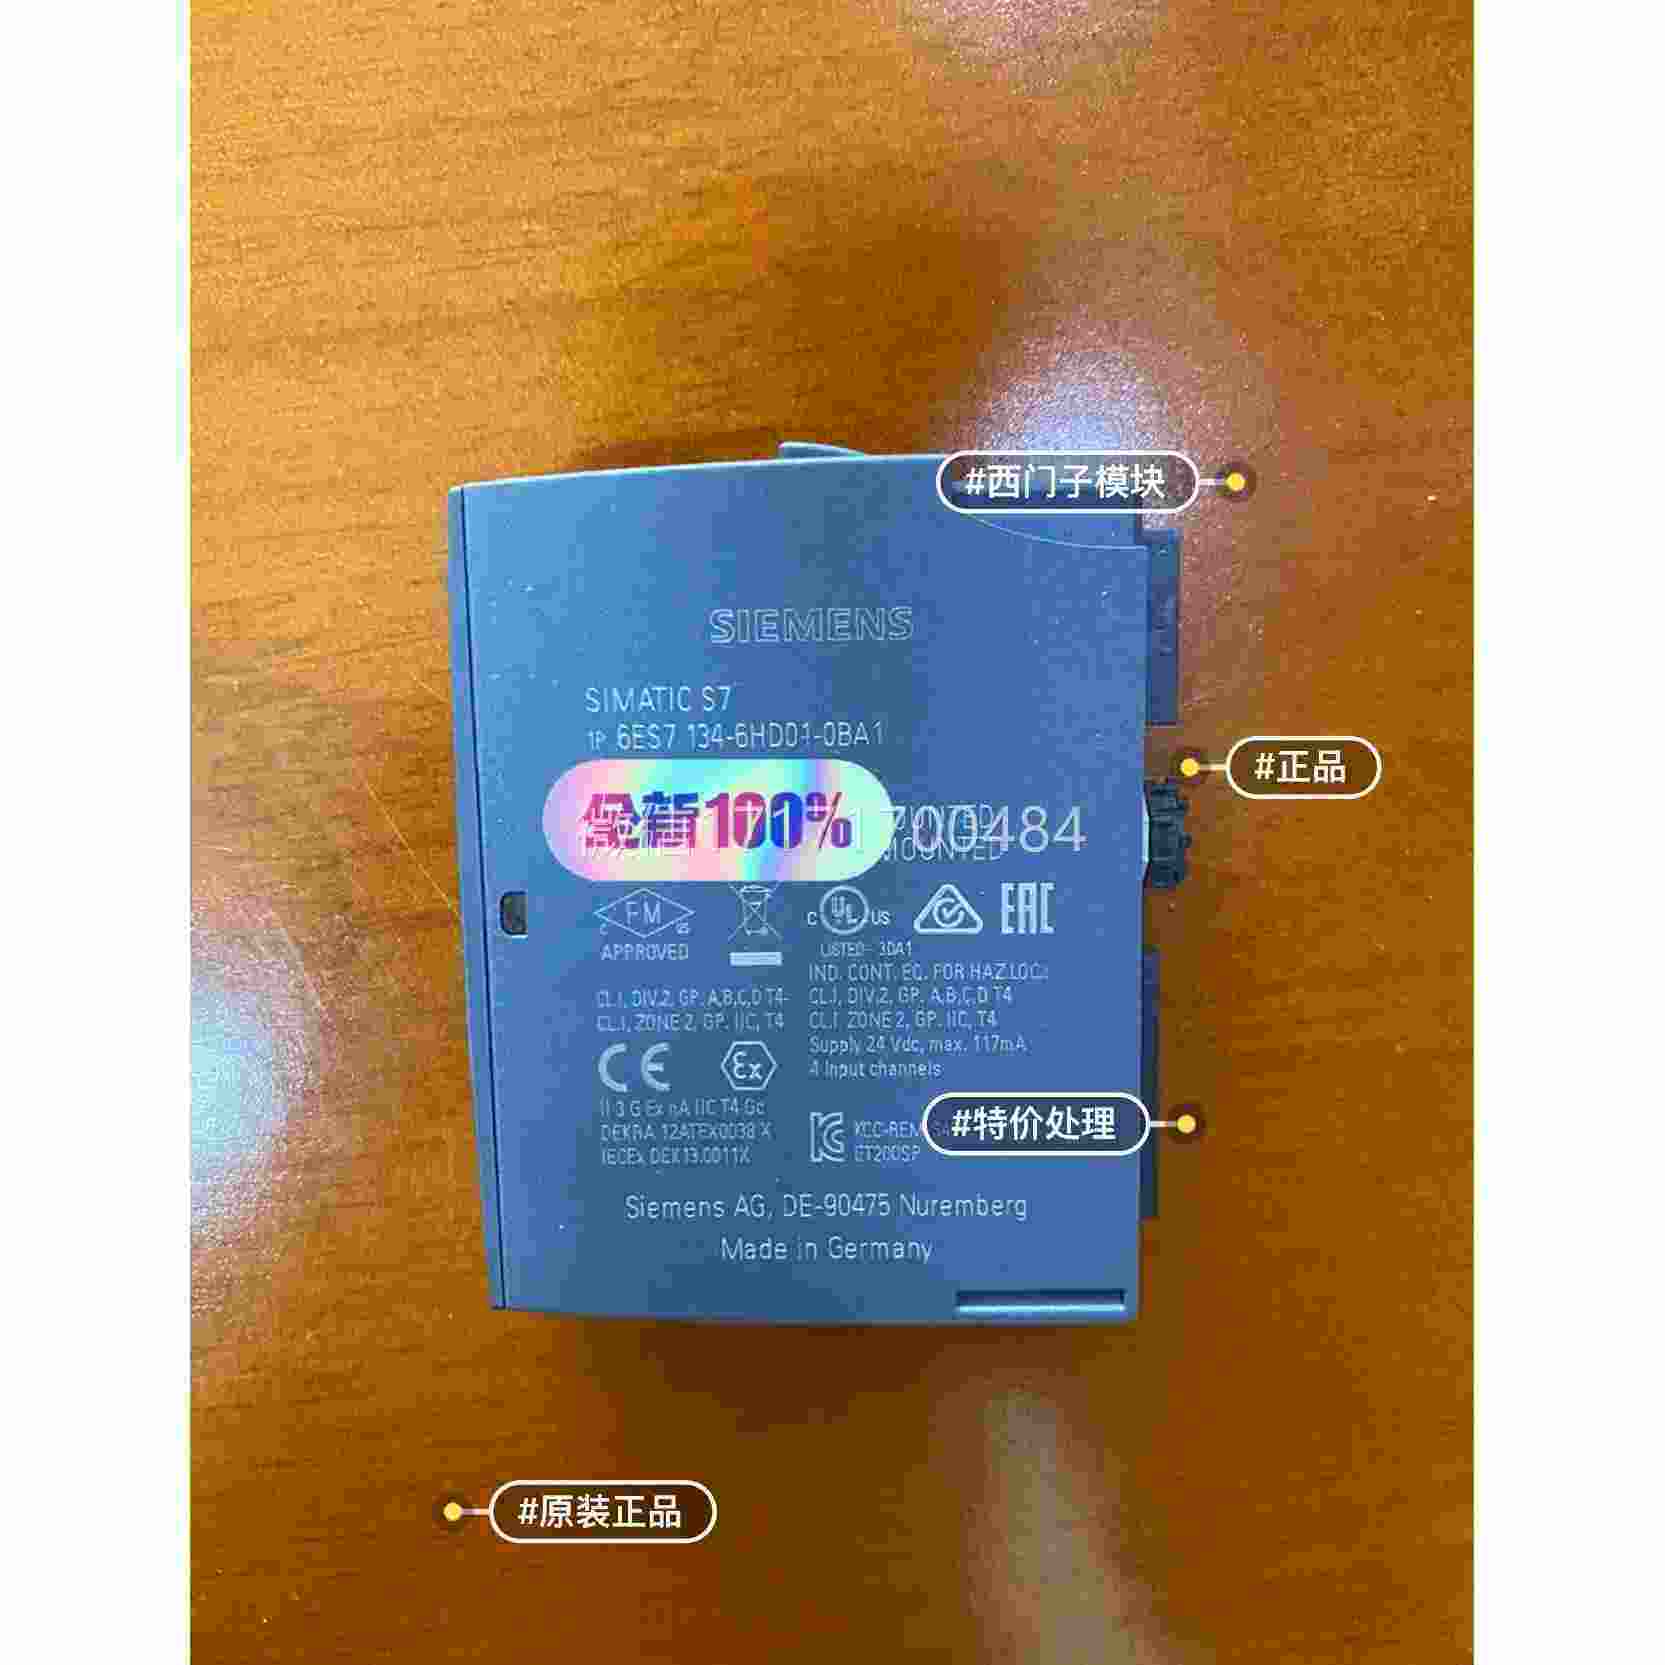 #西门子模块
SIEMENS
SIMATIC S7
1P 6ES7 134-6HD01-0BA1
#正品
全新100%
700484
MOUNTED
FM
APPROVED
C UL US
LISTED 3DA1
EAC
IND. CONT. EQ. FOR HAZ.LOC.:
CL.I, DIV.2, GP. A,B,C,D T4
CL.I, ZONE 2, GP. IIC, T4
CL.I, DIV.2, GP. A,B,C,D T4
CL.I, ZONE 2, GP. IIC, T4
Supply 24 Vdc, max. 117mA
4 Input channels
CE
Ex
II 3 G Ex nA IIC T4 Gc
DEKRA 12ATEX0038 X
IECEx DEK13.0011X
KCC-REM-
ET200SP
#特价处理
Siemens AG, DE-90475 Nuremberg
Made in Germany
#原装正品